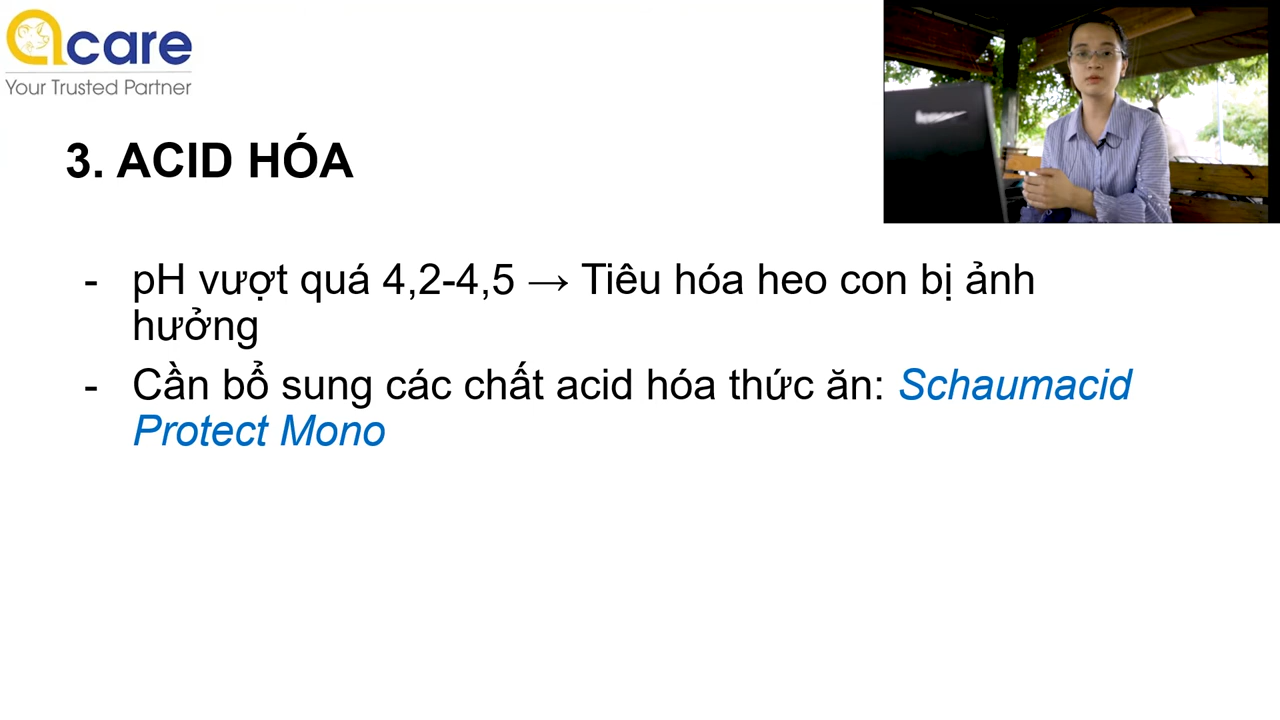 acare
Your Trusted Partner
3. ACID HÓA
- pH vượt quá 4,2-4,5 → Tiêu hóa heo con bị ảnh
hưởng
- Cần bổ sung các chất acid hóa thức ăn: Schaumacid
Protect Mono